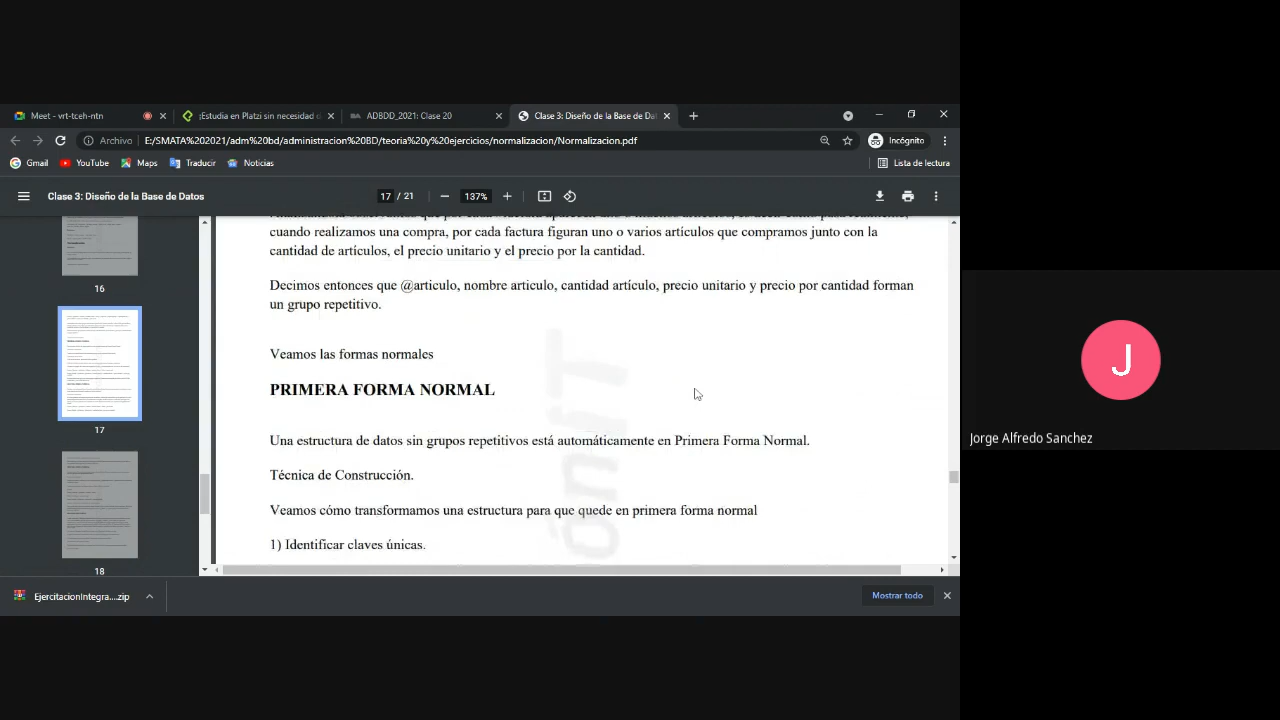 Meet - vrt-tceh-ntn
¡Estudia en Platzi sin necesidad d
ADBDD_2021: Clase 20
Clase 3: Diseño de la Base de Dat
Archivo
E:/SMATA%202021/adm%20bd/administracion%20BD/teoria%20y%20ejercicios/normalizacion/Normalizacion.pdf
Incógnito
Gmail
YouTube
Maps
Traducir
Noticias
Lista de lectura
Clase 3: Diseño de la Base de Datos
17 / 21
137%
16
17
18
cuando realizamos una compra, por cada factura figuran uno o varios artículos que compramos junto con la
cantidad de artículos, el precio unitario y el precio por la cantidad.
Decimos entonces que @articulo, nombre articulo, cantidad artículo, precio unitario y precio por cantidad forman
un grupo repetitivo.
Veamos las formas normales
PRIMERA FORMA NORMAL
Una estructura de datos sin grupos repetitivos está automáticamente en Primera Forma Normal.
Técnica de Construcción.
Veamos cómo transformamos una estructura para que quede en primera forma normal
1) Identificar claves únicas.
EjercitacionIntegra....zip
Mostrar todo
J
Jorge Alfredo Sanchez